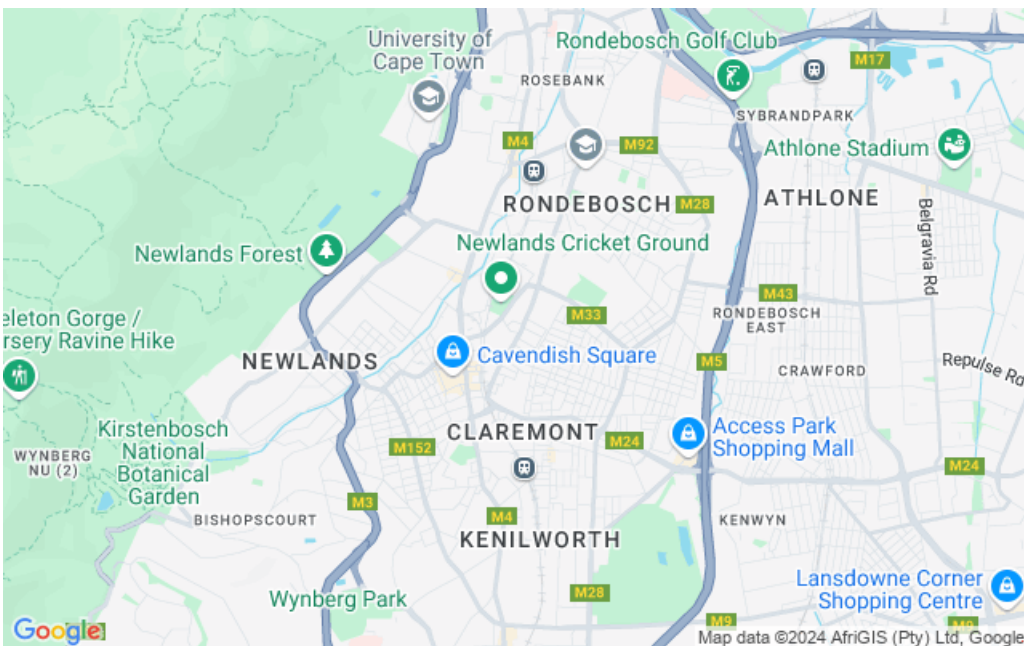 University of
Cape Town
Rondebosch Golf Club
M17
ROSEBANK
SYBRANDPARK
M4
M92
Athlone Stadium
RONDEBOSCH
M28
ATHLONE
Belgravia Rd
Newlands Forest
Newlands Cricket Ground
M43
eleton Gorge /
rsery Ravine Hike
M33
RONDEBOSCH
EAST
NEWLANDS
Cavendish Square
M5
CRAWFORD
Repulse Rd
Kirstenbosch
National
Botanical
Garden
WYNBERG
NU (2)
M152
CLAREMONT
M24
Access Park
Shopping Mall
M24
M3
BISHOPSCOURT
M4
KENWYN
KENILWORTH
Wynberg Park
M28
Lansdowne Corner
Shopping Centre
M9
M9
Google
Map data ©2024 AfriGIS (Pty) Ltd, Google